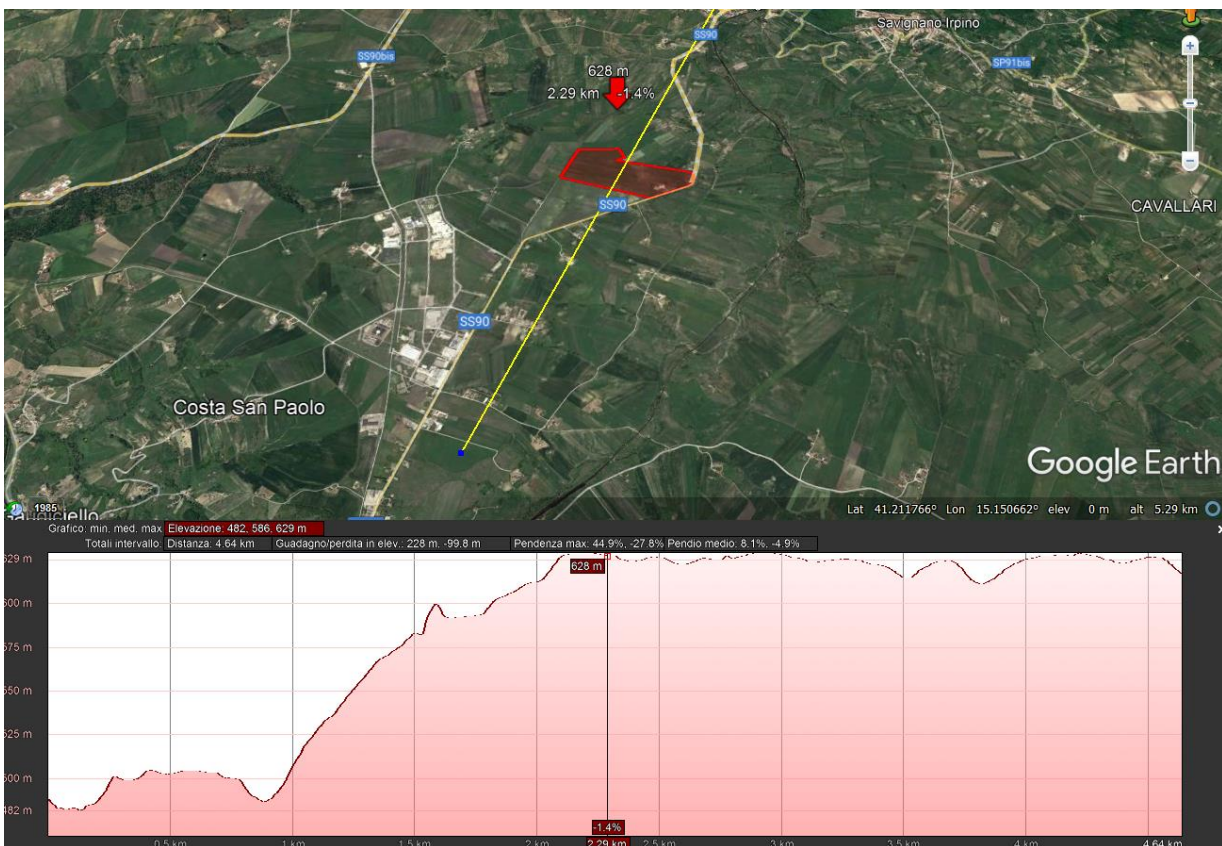 Savignano Irpino
SS90
SS90bis
SP91bis
628 m
2.29 km -1.4%
CAVALLARI
SS90
SS90
Costa San Paolo
Google Earth
1985
Lat 41.211766° Lon 15.150662° elev 0 m alt 5.29 km
Grafico: min. med. max Elevazione: 482, 586, 629 m
Totali intervallo: Distanza: 4.64 km Guadagno/perdita in elev.: 228 m. -99.8 m Pendenza max: 44.9%, -27.8% Pendio medio: 8.1%, -4.9%
629 m
628 m
600 m
575 m
550 m
525 m
500 m
482 m
-1.4%
0.5 km 1 km 1.5 km 2 km 2.29 km 2.5 km 3 km 3.5 km 4 km 4.64 km